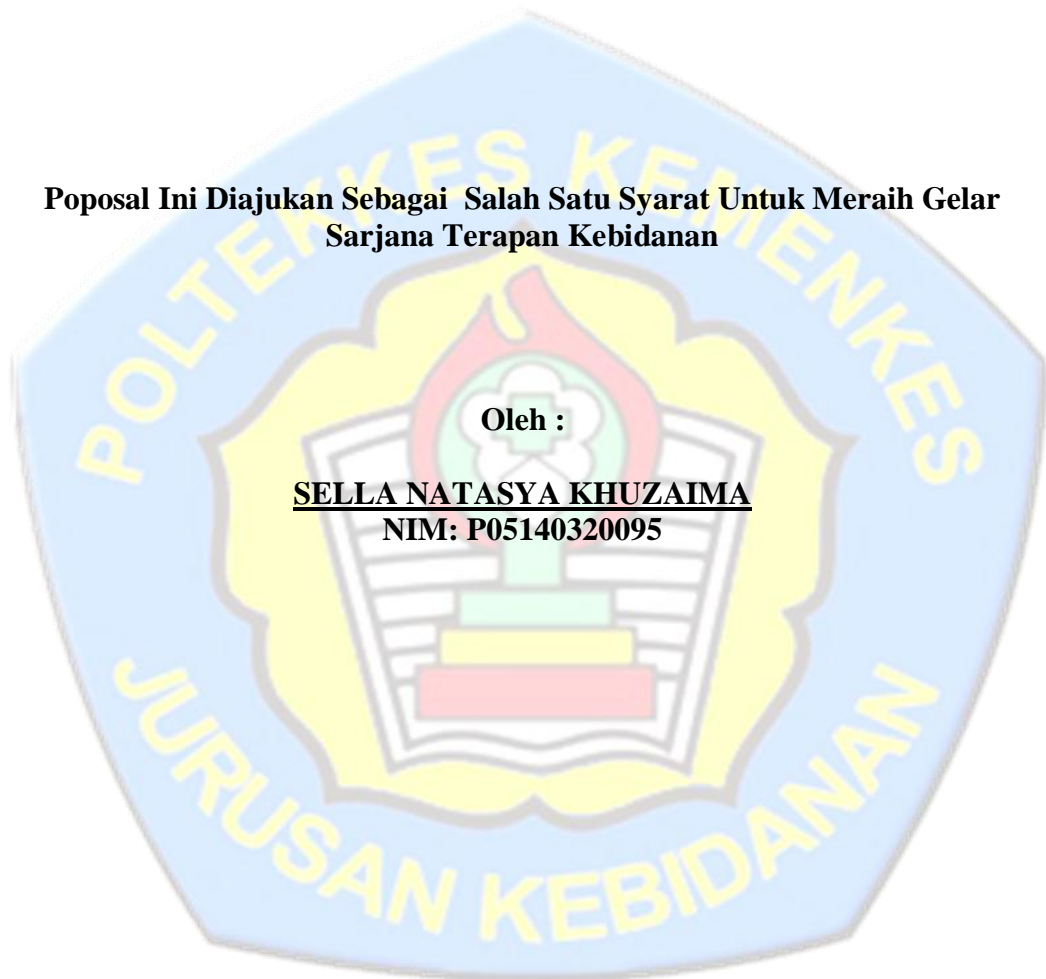 Poposal Ini Diajukan Sebagai Salah Satu Syarat Untuk Meraih Gelar
Sarjana Terapan Kebidanan
POLTEKKES KEMENKES
Oleh :
SELLA NATASYA KHUZAIMA
NIM: P05140320095
JURUSAN KEBIDANAN